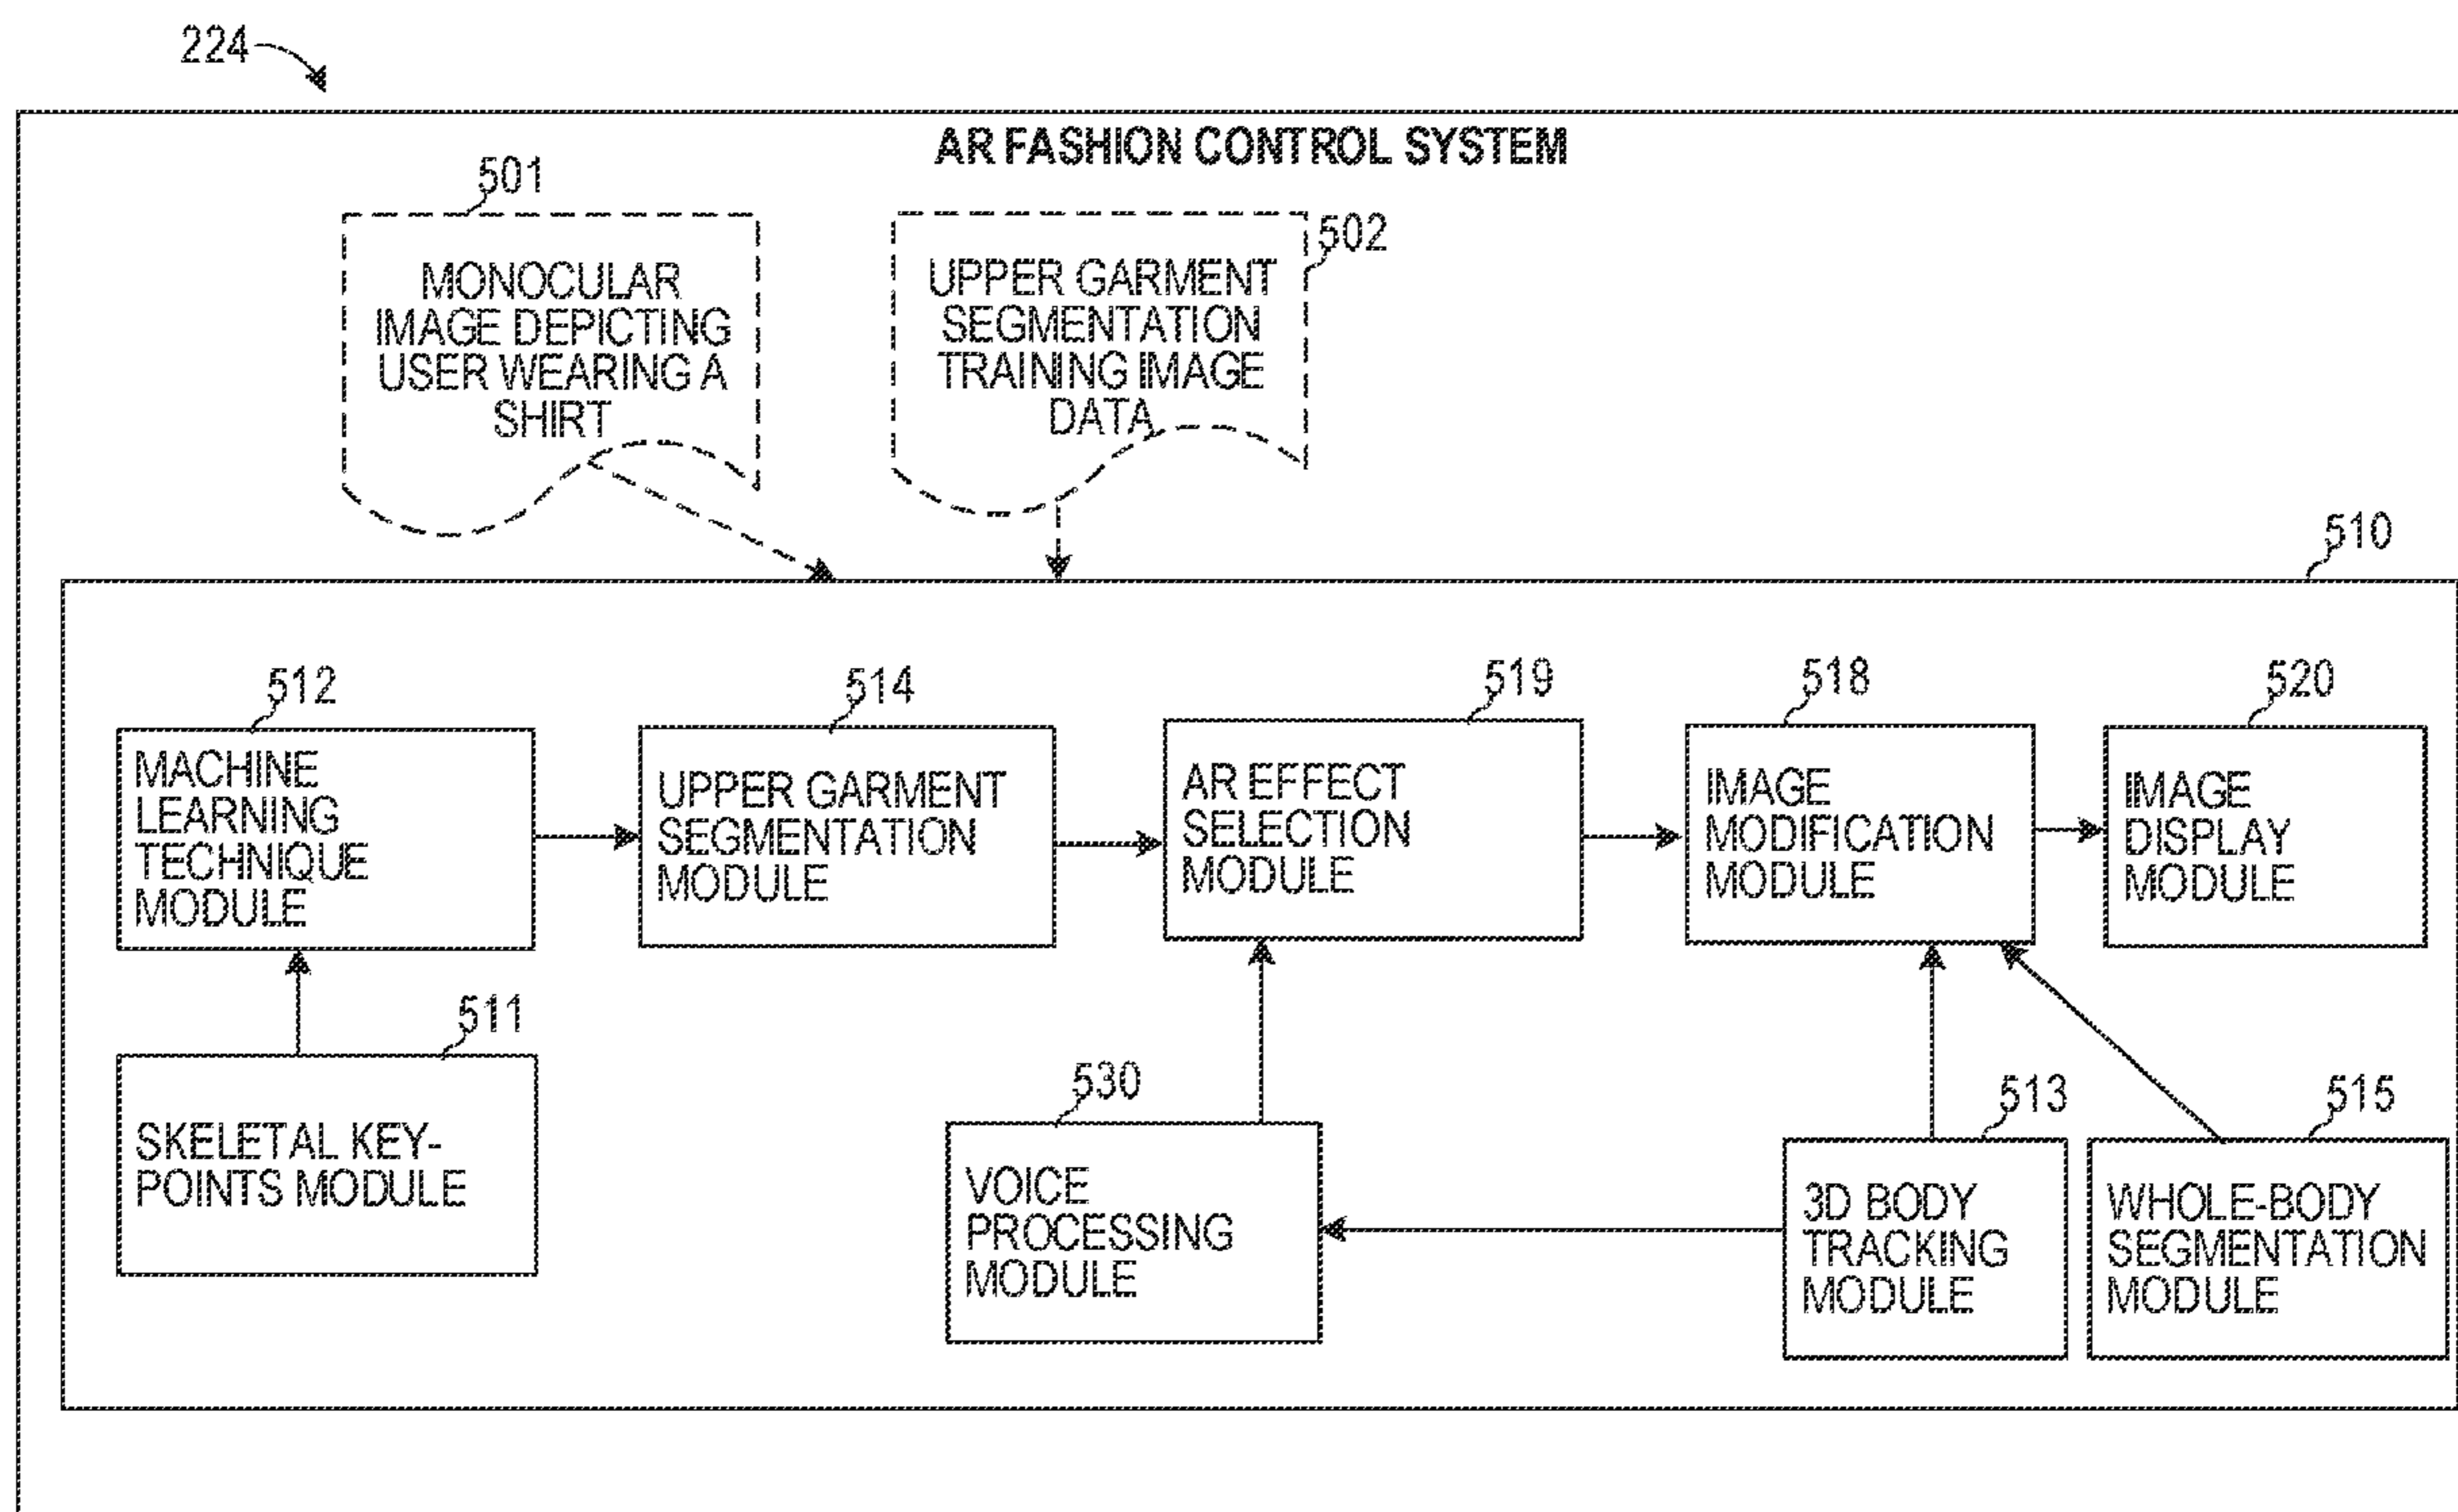 224
AR FASHION CONTROL SYSTEM
501
MONOCULAR
IMAGE DEPICTING
USER WEARING A
SHIRT
502
UPPER GARMENT
SEGMENTATION
TRAINING IMAGE
DATA
510
512
MACHINE
LEARNING
TECHNIQUE
MODULE
514
UPPER GARMENT
SEGMENTATION
MODULE
519
AR EFFECT
SELECTION
MODULE
518
IMAGE
MODIFICATION
MODULE
520
IMAGE
DISPLAY
MODULE
511
SKELETAL KEY-
POINTS MODULE
530
VOICE
PROCESSING
MODULE
513
3D BODY
TRACKING
MODULE
515
WHOLE-BODY
SEGMENTATION
MODULE